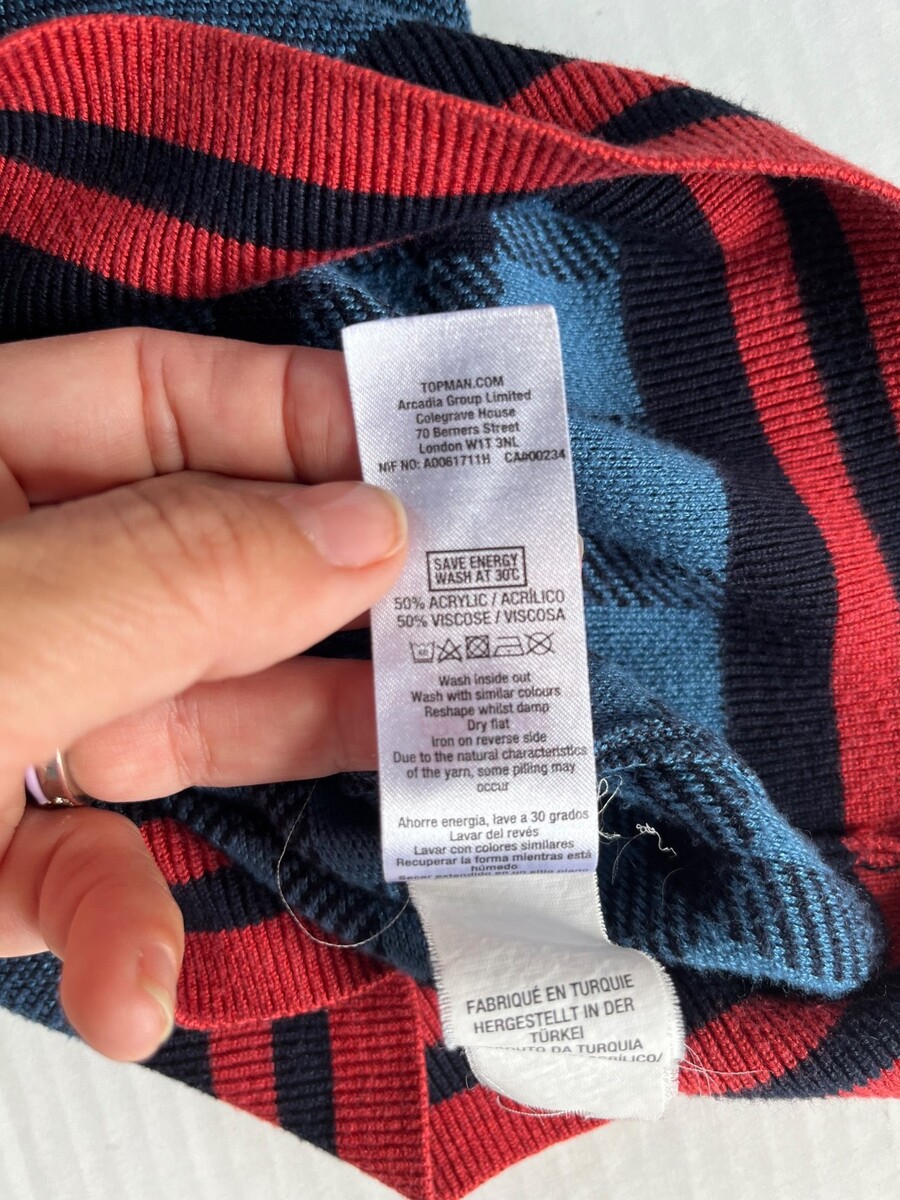 TOPMAN.COM
Arcadia Group Limited
Colegrave House
70 Berners Street
London W1T 3NL
NIF NO: A0061711H CA#00234
SAVE ENERGY
WASH AT 30C
50% ACRYLIC / ACRÍLICO
50% VISCOSE / VISCOSA
40
Wash inside out
Wash with similar colours
Reshape whilst damp
Dry flat
Iron on reverse side
Due to the natural characteristics
of the yarn, some pilling may
occur
Ahorre energía, lave a 30 grados
Lavar del revés
Lavar con colores similares
Recuperar la forma mientras está
húmedo
FABRIQUÉ EN TURQUIE
HERGESTELLT IN DER
TÜRKEI
DA TURQUIA